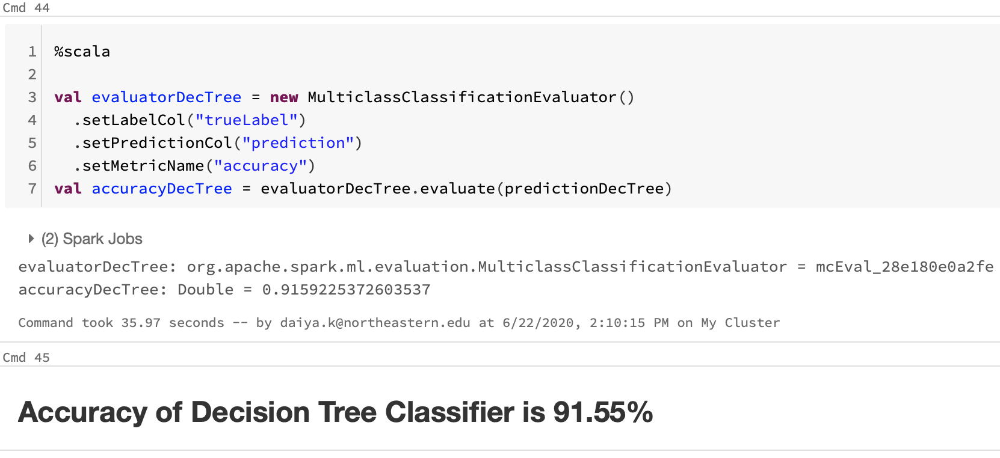 Cmd 44
1 %scala
2
3 val evaluatorDecTree = new MulticlassClassificationEvaluator()
4   .setLabelCol("trueLabel")
5   .setPredictionCol("prediction")
6   .setMetricName("accuracy")
7 val accuracyDecTree = evaluatorDecTree.evaluate(predictionDecTree)
(2) Spark Jobs
evaluatorDecTree: org.apache.spark.ml.evaluation.MulticlassClassificationEvaluator = mcEval_28e180e0a2fe
accuracyDecTree: Double = 0.9159225372603537
Command took 35.97 seconds -- by daiya.k@northeastern.edu at 6/22/2020, 2:10:15 PM on My Cluster
Cmd 45
Accuracy of Decision Tree Classifier is 91.55%